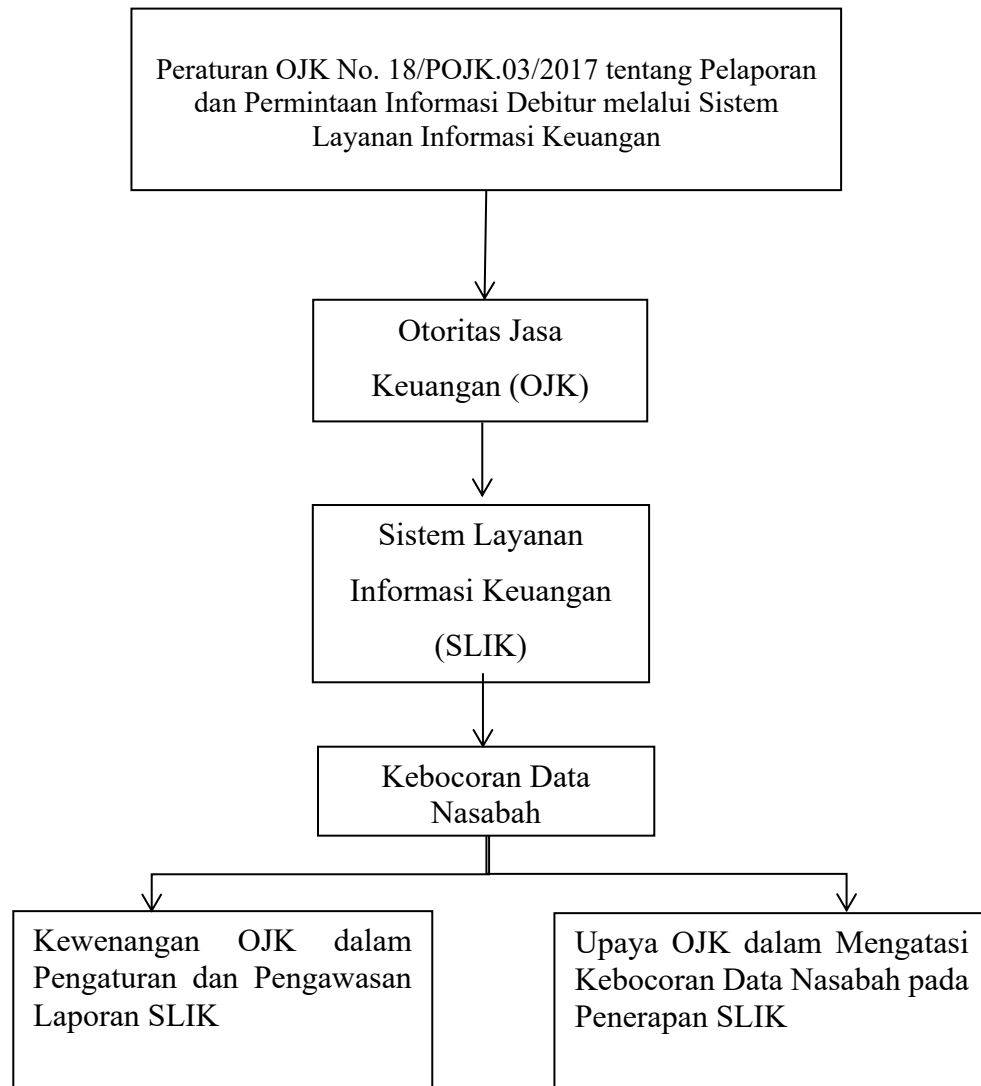 Peraturan OJK No. 18/POJK.03/2017 tentang Pelaporan
dan Permintaan Informasi Debitur melalui Sistem
Layanan Informasi Keuangan
Otoritas Jasa
Keuangan (OJK)
Sistem Layanan
Informasi Keuangan
(SLIK)
Kebocoran Data
Nasabah
Kewenangan OJK dalam
Pengaturan dan Pengawasan
Laporan SLIK
Upaya OJK dalam Mengatasi
Kebocoran Data Nasabah pada
Penerapan SLIK